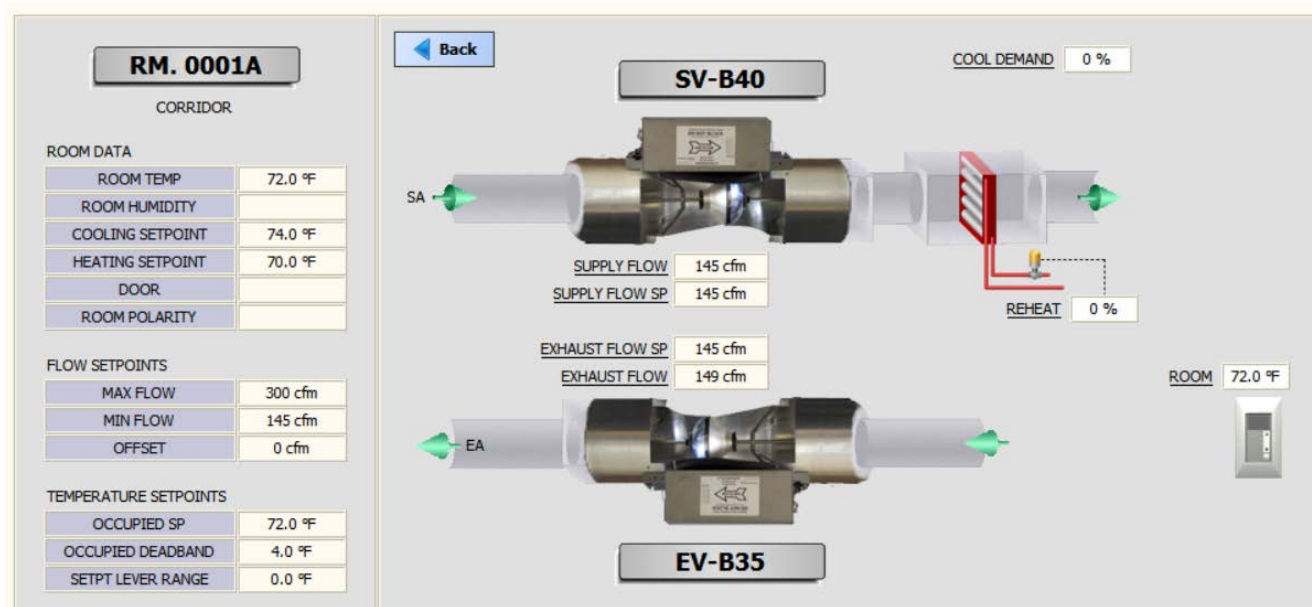 RM. 0001A
CORRIDOR
ROOM DATA
ROOM TEMP 72.0 °F
ROOM HUMIDITY
COOLING SETPOINT 74.0 °F
HEATING SETPOINT 70.0 °F
DOOR
ROOM POLARITY
FLOW SETPOINTS
MAX FLOW 300 cfm
MIN FLOW 145 cfm
OFFSET 0 cfm
TEMPERATURE SETPOINTS
OCCUPIED SP 72.0 °F
OCCUPIED DEADBAND 4.0 °F
SETPT LEVER RANGE 0.0 °F
Back
SV-B40
COOL DEMAND 0 %
SA
SUPPLY FLOW 145 cfm
SUPPLY FLOW SP 145 cfm
REHEAT 0 %
EXHAUST FLOW SP 145 cfm
EXHAUST FLOW 149 cfm
ROOM 72.0 °F
EA
EV-B35